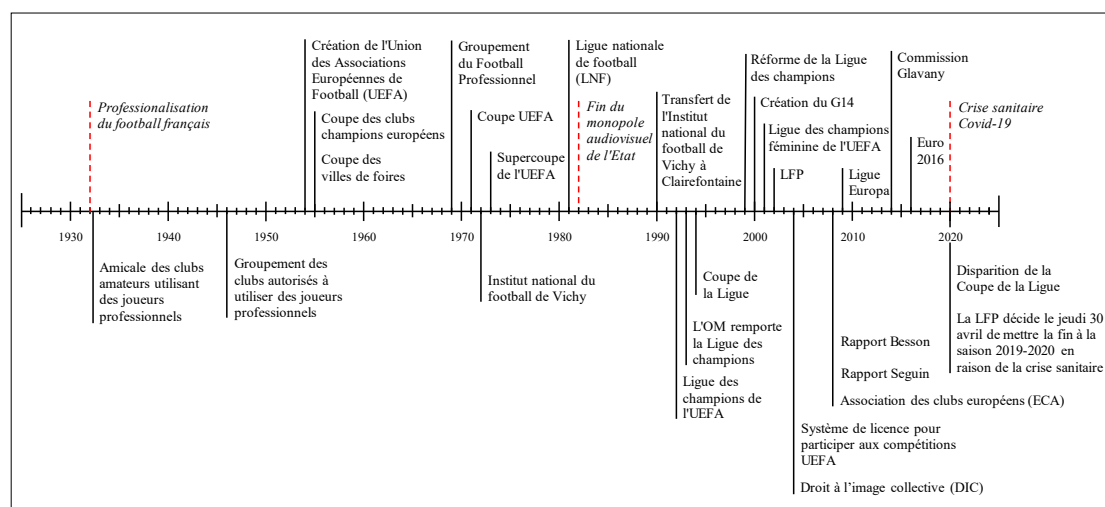 Création de l'Union
des Associations
Européennes de
Football (UEFA)
Groupement
du Football
Professionnel
Ligue nationale
de football
(LNF)
Réforme de la Ligue
des champions
Commission
Glavany
Professionalisation
du football français
Coupe des clubs
champions européens
Coupe UEFA
Fin du
monopole
audiovisuel
de l'Etat
Transfert de
l'Institut
national du
football de
Vichy à
Clairefontaine
Création du G14
Crise sanitaire
Covid-19
Coupe des
villes de foires
Supercoupe
de l'UEFA
Ligue des champions
féminine de l'UEFA
LFP
Ligue
Europa
Euro
2016
1930
1940
1950
1960
1970
1980
1990
2000
2010
2020
Amicale des clubs
amateurs utilisant
des joueurs
professionnels
Groupement des
clubs autorisés à
utiliser des joueurs
professionnels
Institut national du
football de Vichy
Coupe de
la Ligue
L'OM remporte
la Ligue des
champions
Ligue des
champions de
l'UEFA
Disparition de la
Coupe de la Ligue
La LFP décide le jeudi 30
avril de mettre la fin à la
saison 2019-2020 en
raison de la crise sanitaire
Rapport Besson
Rapport Seguin
Association des clubs européens (ECA)
Système de licence pour
participer aux compétitions
UEFA
Droit à l'image collective (DIC)